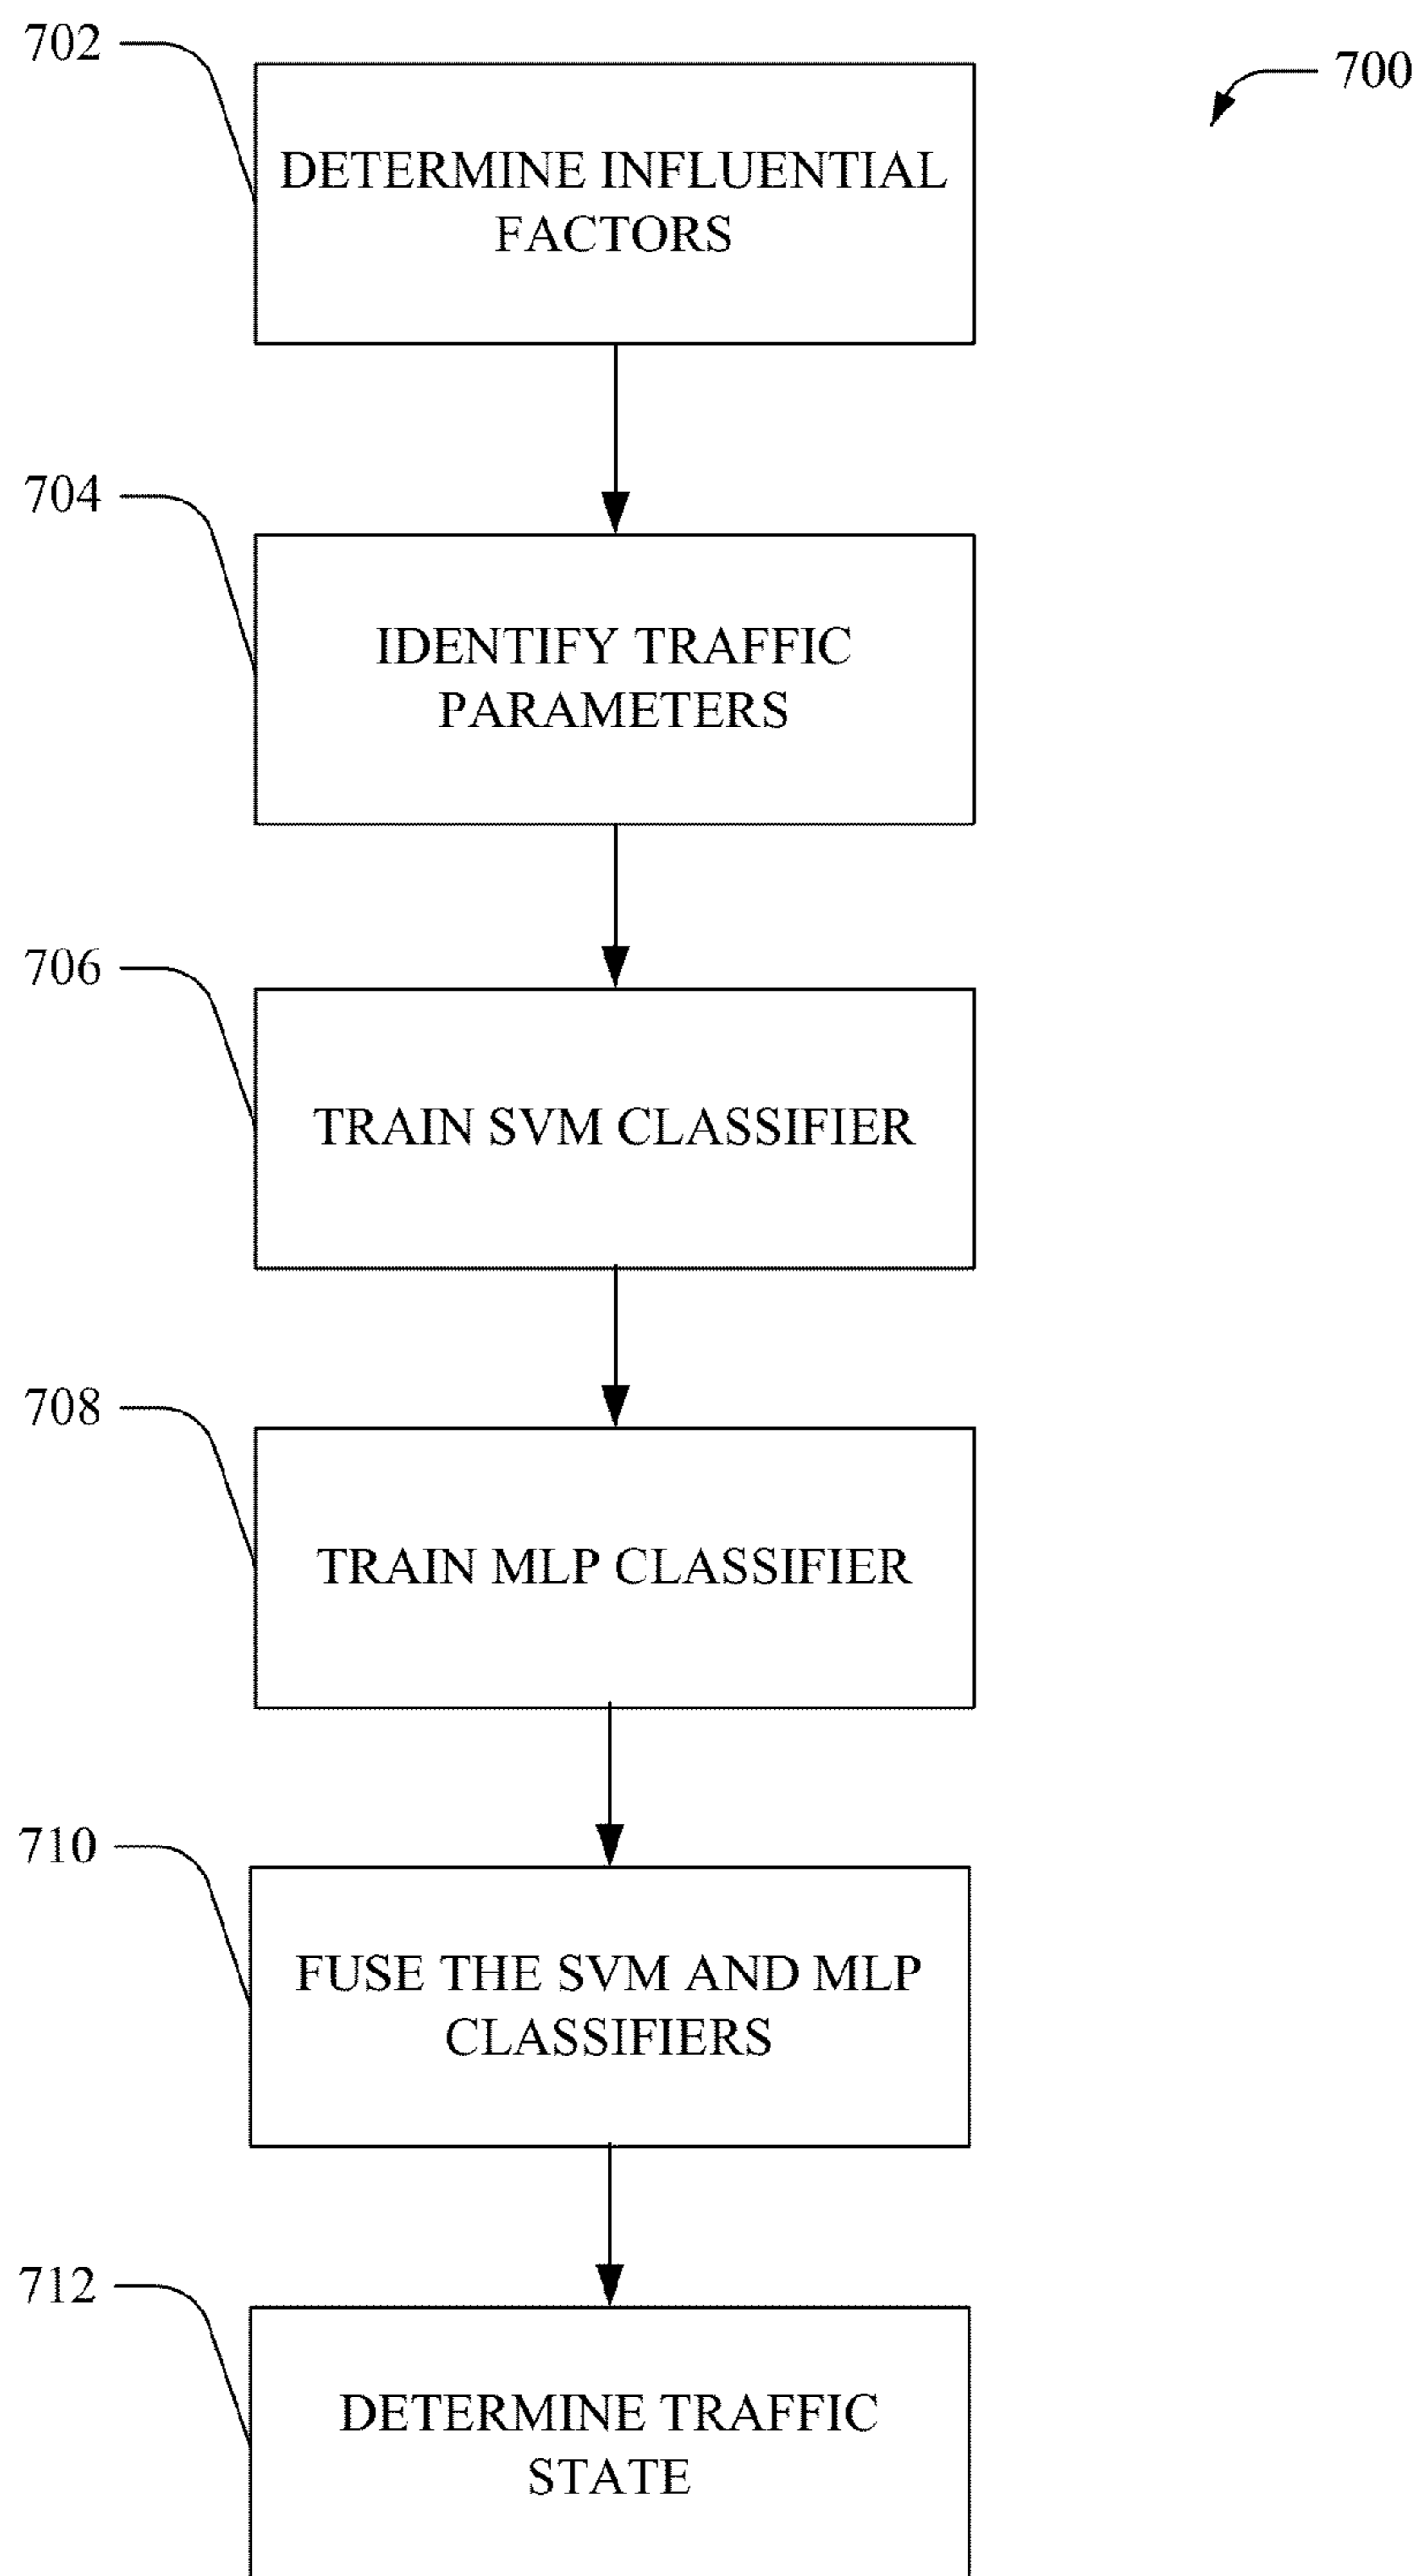 702
700
DETERMINE INFLUENTIAL
FACTORS
704
IDENTIFY TRAFFIC
PARAMETERS
706
TRAIN SVM CLASSIFIER
708
TRAIN MLP CLASSIFIER
710
FUSE THE SVM AND MLP
CLASSIFIERS
712
DETERMINE TRAFFIC
STATE